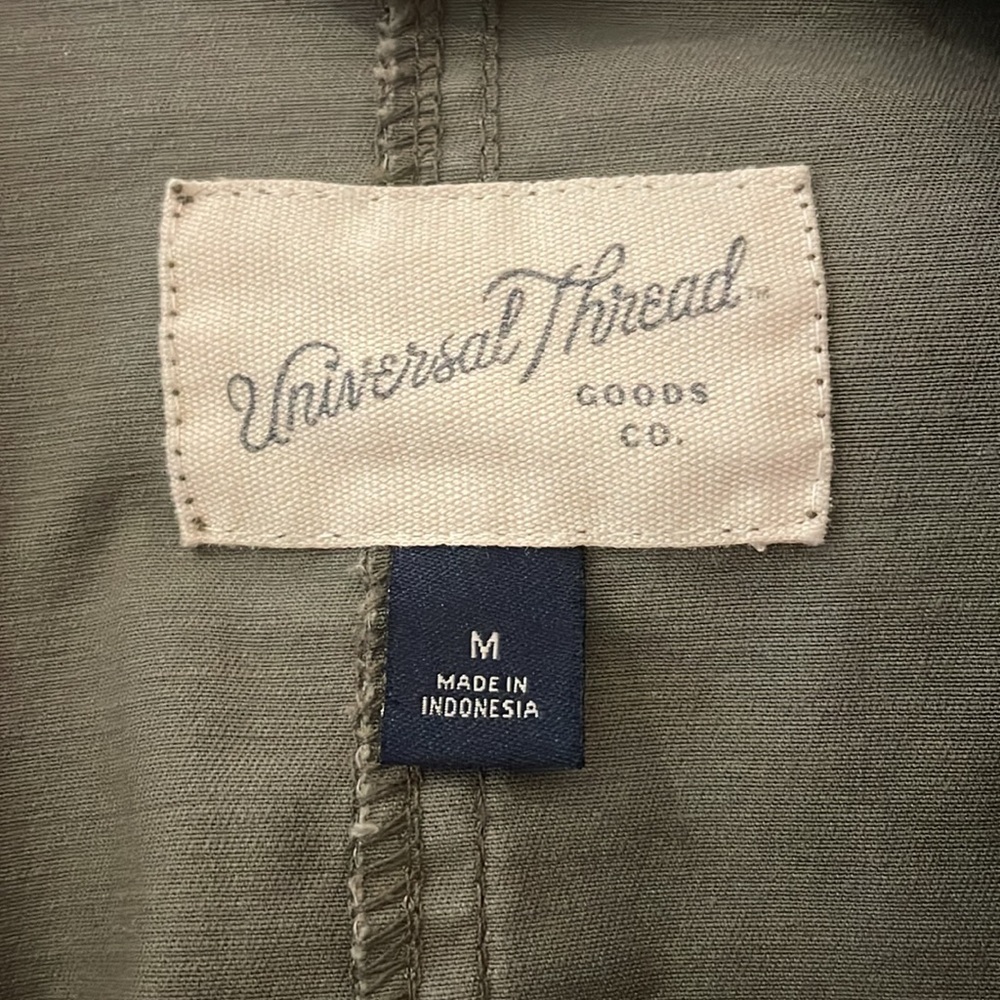 Universal Thread™
GOODS
CO.
M
MADE IN
INDONESIA